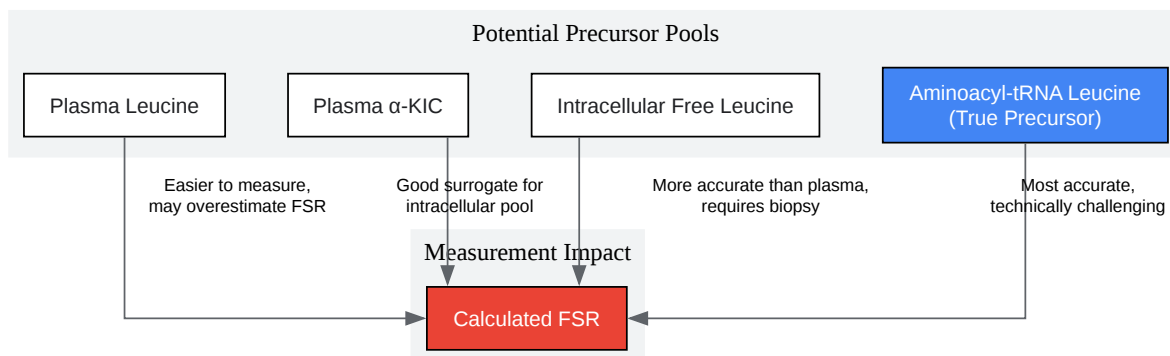 Potential Precursor Pools
Plasma Leucine
Plasma α-KIC
Intracellular Free Leucine
Aminoacyl-tRNA Leucine
(True Precursor)
Easier to measure,
may overestimate FSR
Good surrogate for
intracellular pool
More accurate than plasma,
requires biopsy
Most accurate,
technically challenging
Measurement Impact
Calculated FSR